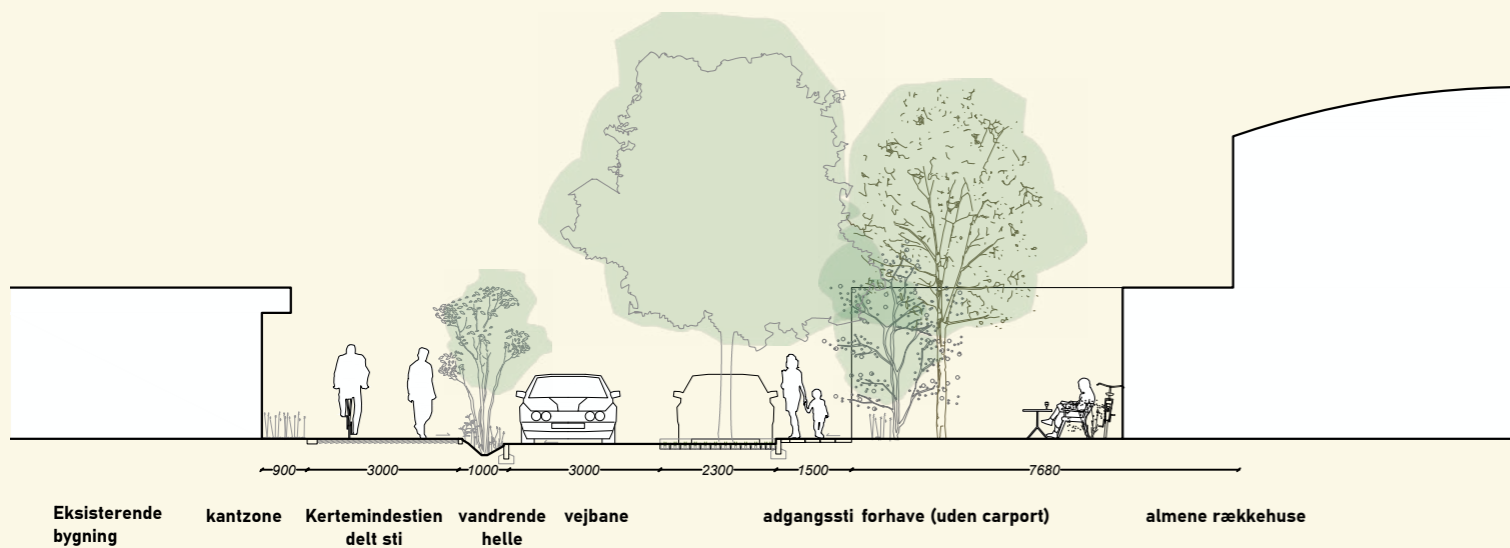 900 3000 1000 3000 2300 1500 7680
Eksisterende bygning
kantzone
Kertemindestien delt sti
vandrende helle
vejbane
adgangssti
forhave (uden carport)
almene rækkehuse